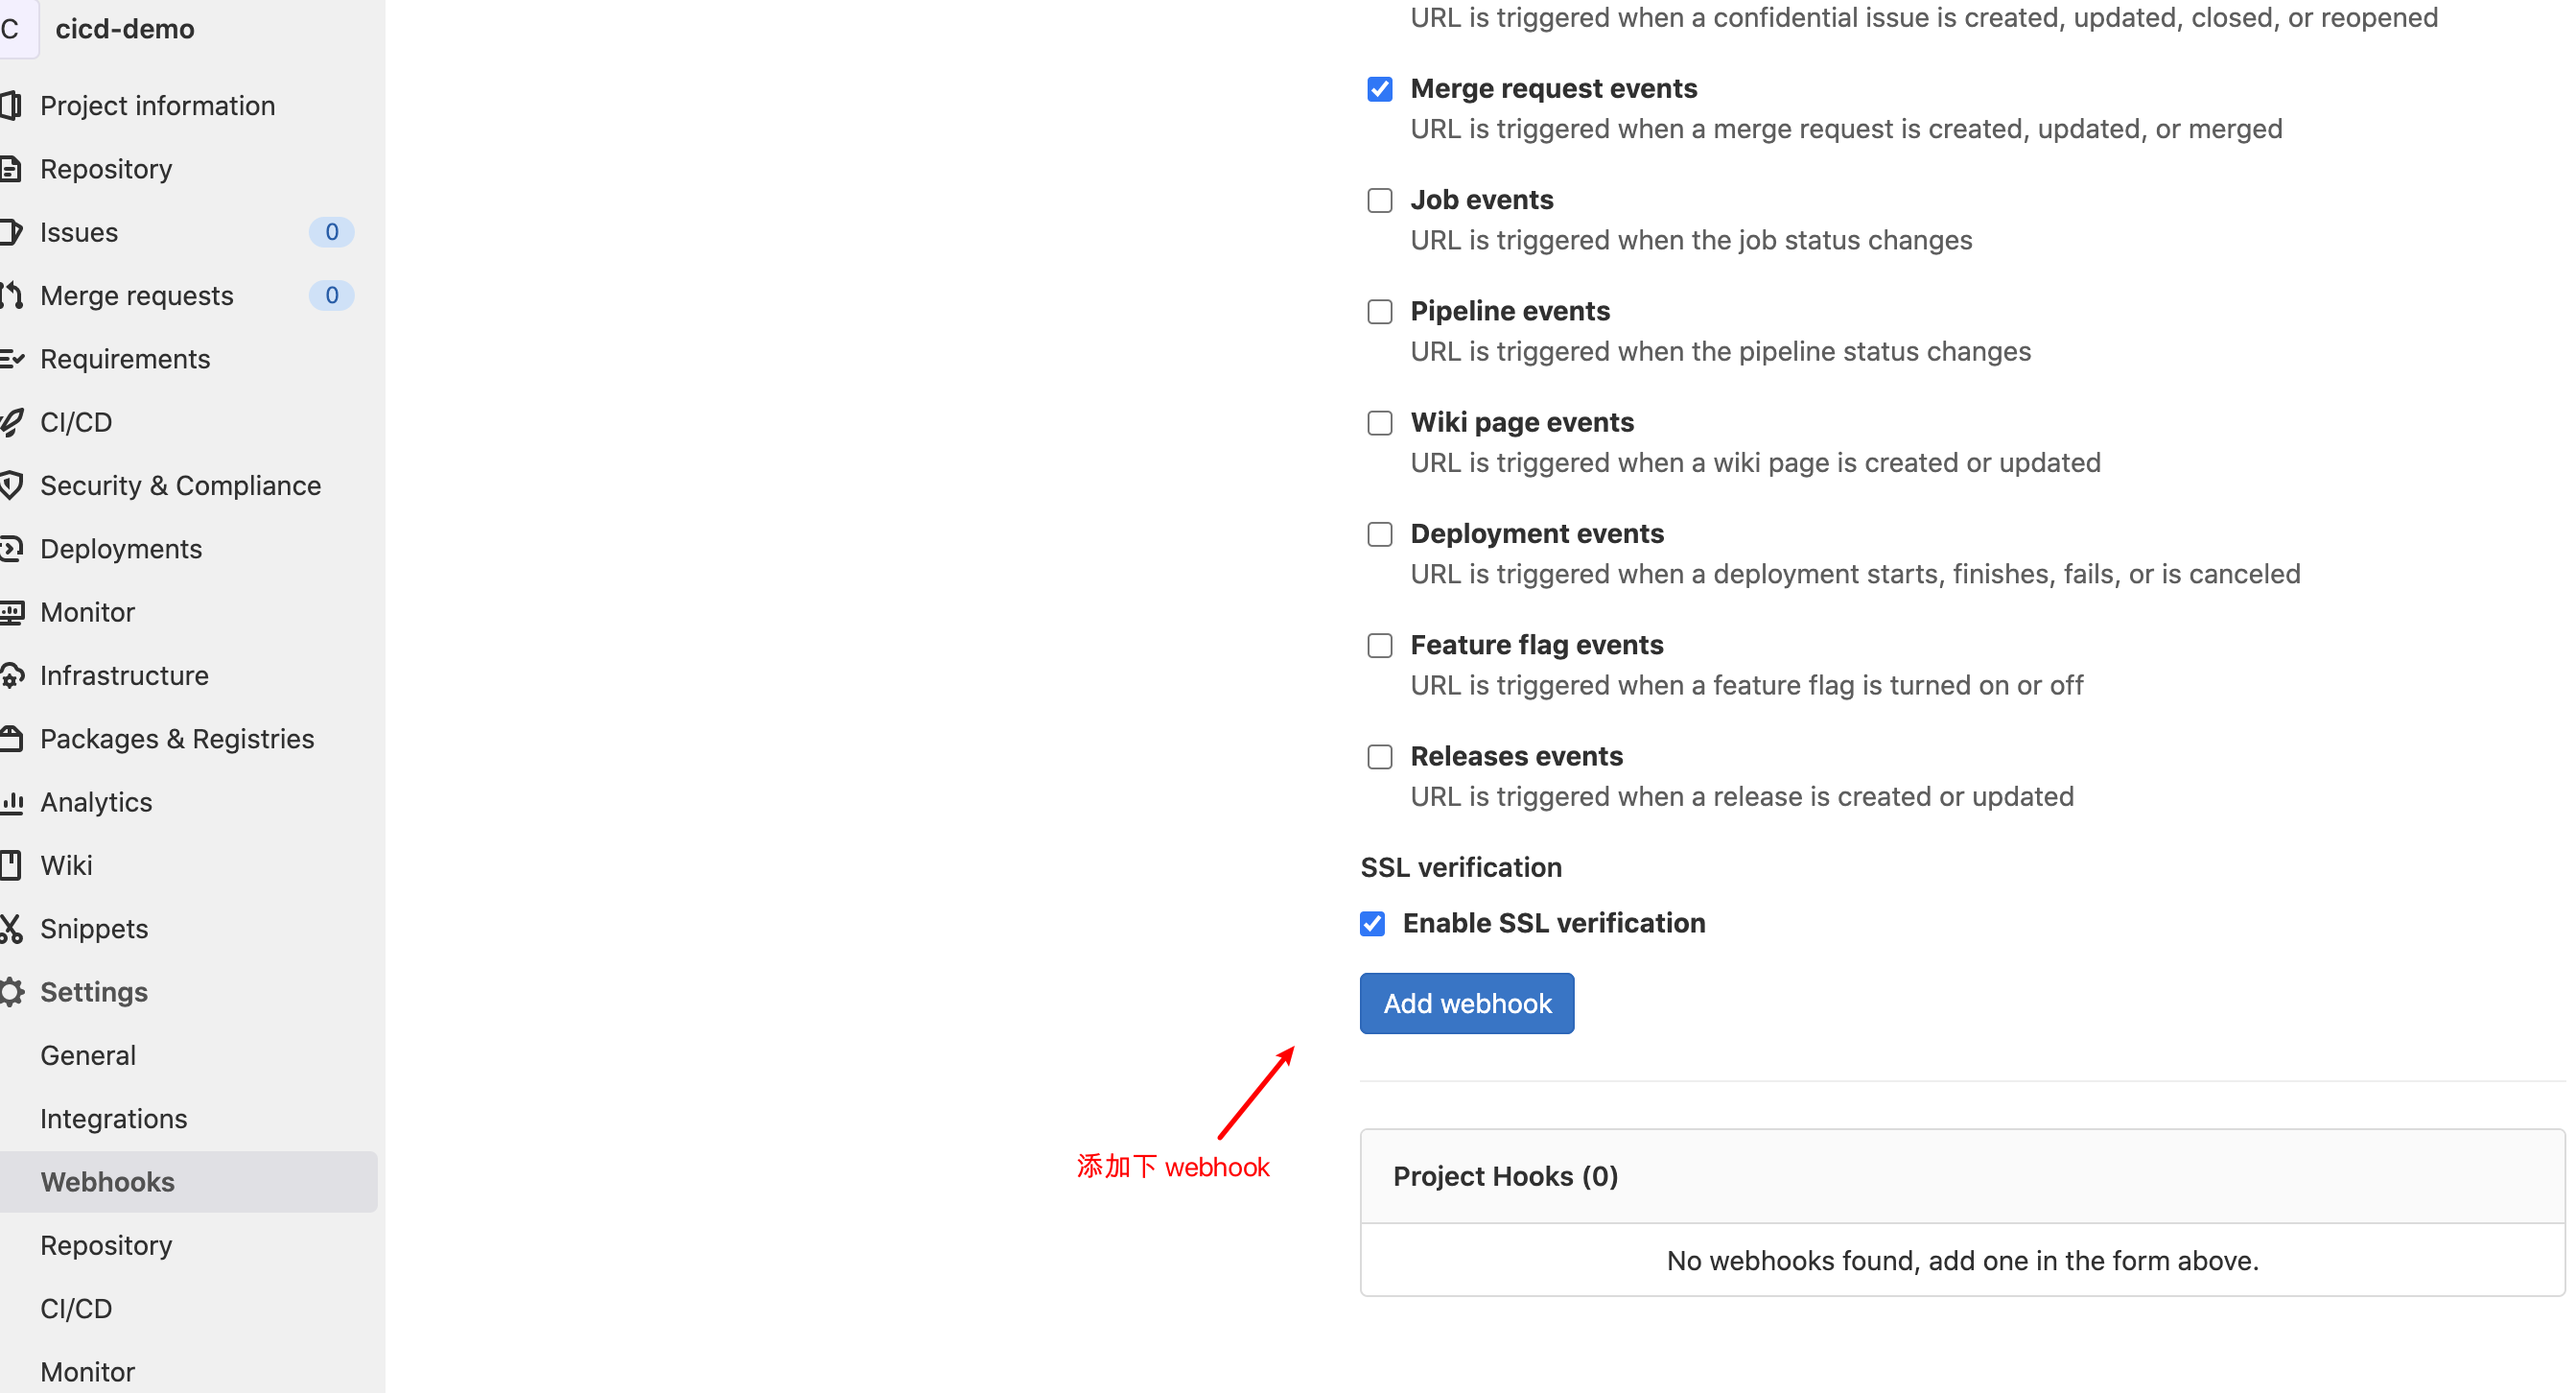 C cicd-demo
Project information
Repository
Issues 0
Merge requests 0
Requirements
CI/CD
Security & Compliance
Deployments
Monitor
Infrastructure
Packages & Registries
Analytics
Wiki
Snippets
Settings
General
Integrations
Webhooks
Repository
CI/CD
Monitor
URL is triggered when a confidential issue is created, updated, closed, or reopened
Merge request events
URL is triggered when a merge request is created, updated, or merged
Job events
URL is triggered when the job status changes
Pipeline events
URL is triggered when the pipeline status changes
Wiki page events
URL is triggered when a wiki page is created or updated
Deployment events
URL is triggered when a deployment starts, finishes, fails, or is canceled
Feature flag events
URL is triggered when a feature flag is turned on or off
Releases events
URL is triggered when a release is created or updated
SSL verification
Enable SSL verification
Add webhook
添加下 webhook
Project Hooks (0)
No webhooks found, add one in the form above.